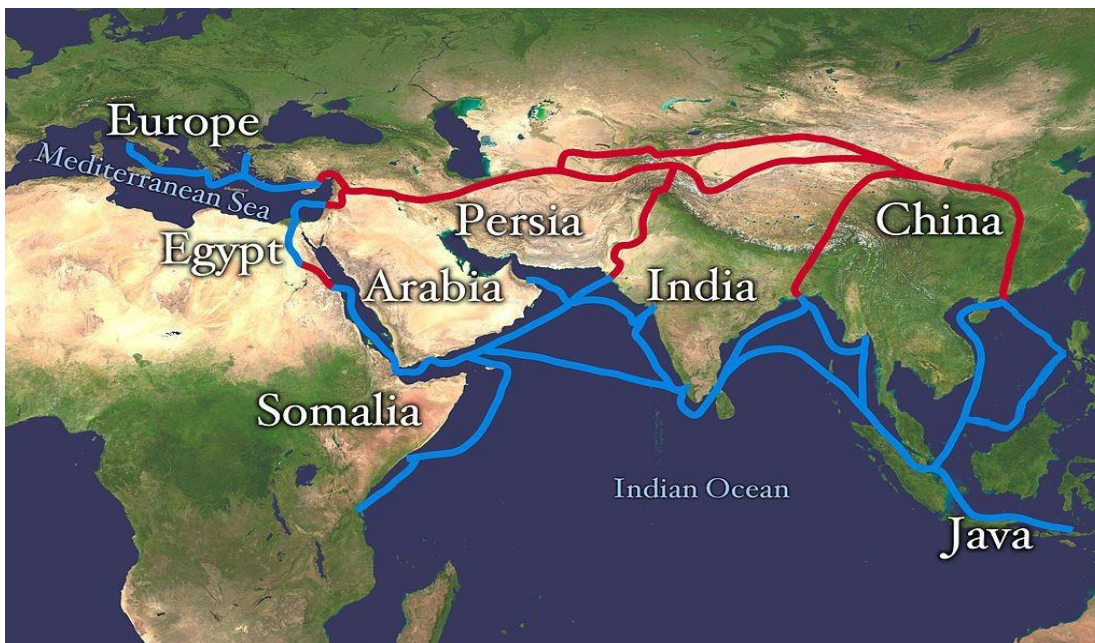 Europe
Mediterranean Sea
Egypt
Persia
China
Arabia
India
Somalia
Indian Ocean
Java